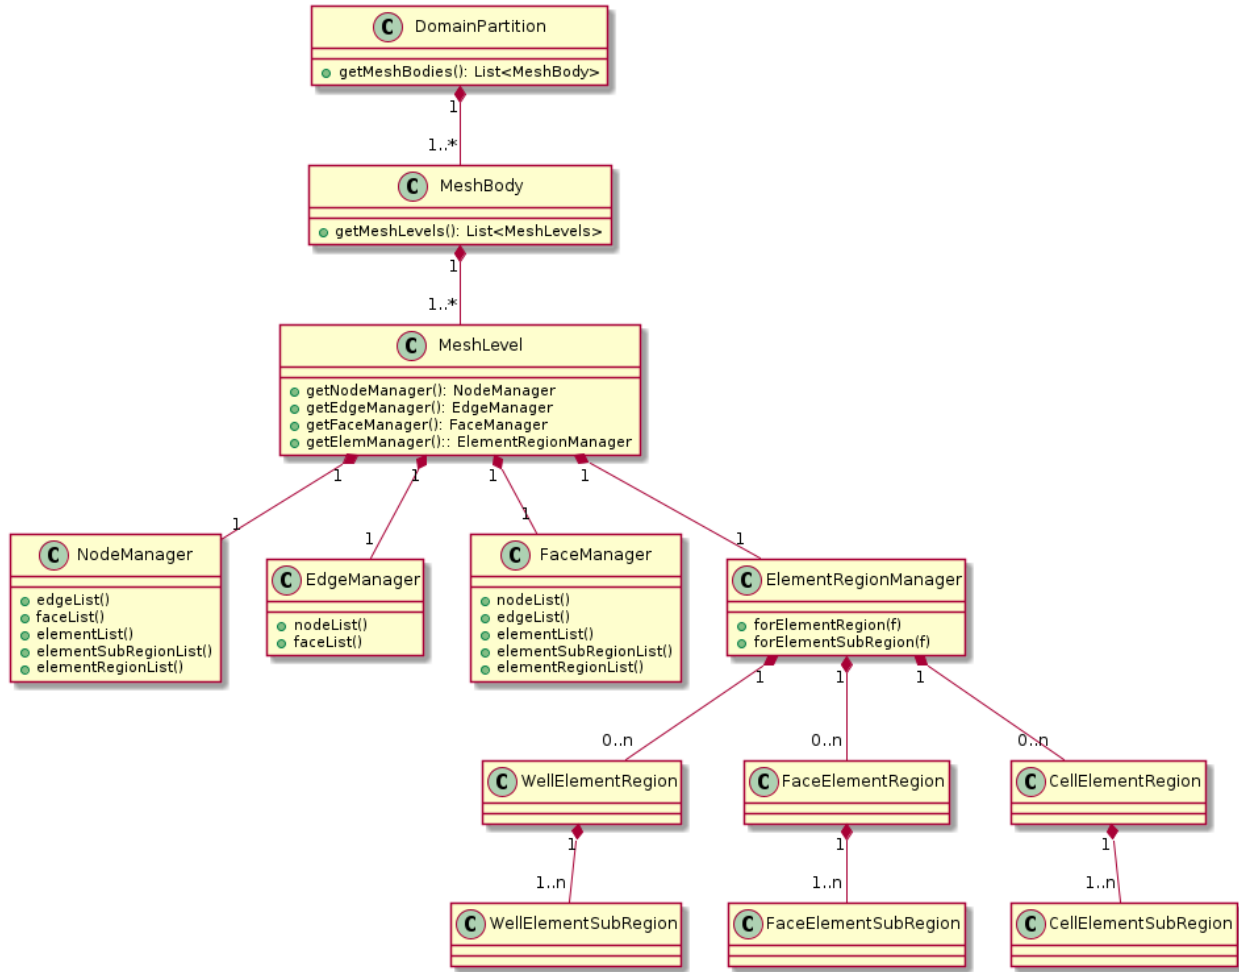 C DomainPartition
getMeshBodies(): List<MeshBody>
1
1..*
C MeshBody
getMeshLevels(): List<MeshLevels>
1
1..*
C MeshLevel
getNodeManager(): NodeManager
getEdgeManager(): EdgeManager
getFaceManager(): FaceManager
getElemManager():: ElementRegionManager
1 1 1 1
1 1 1 1
C NodeManager
edgeList()
faceList()
elementList()
elementSubRegionList()
elementRegionList()
C EdgeManager
nodeList()
faceList()
C FaceManager
nodeList()
edgeList()
elementList()
elementSubRegionList()
elementRegionList()
C ElementRegionManager
forElementRegion(f)
forElementSubRegion(f)
1 1 1
0..n 0..n 0..n
C WellElementRegion
C FaceElementRegion
C CellElementRegion
1 1 1
1..n 1..n 1..n
C WellElementSubRegion
C FaceElementSubRegion
C CellElementSubRegion